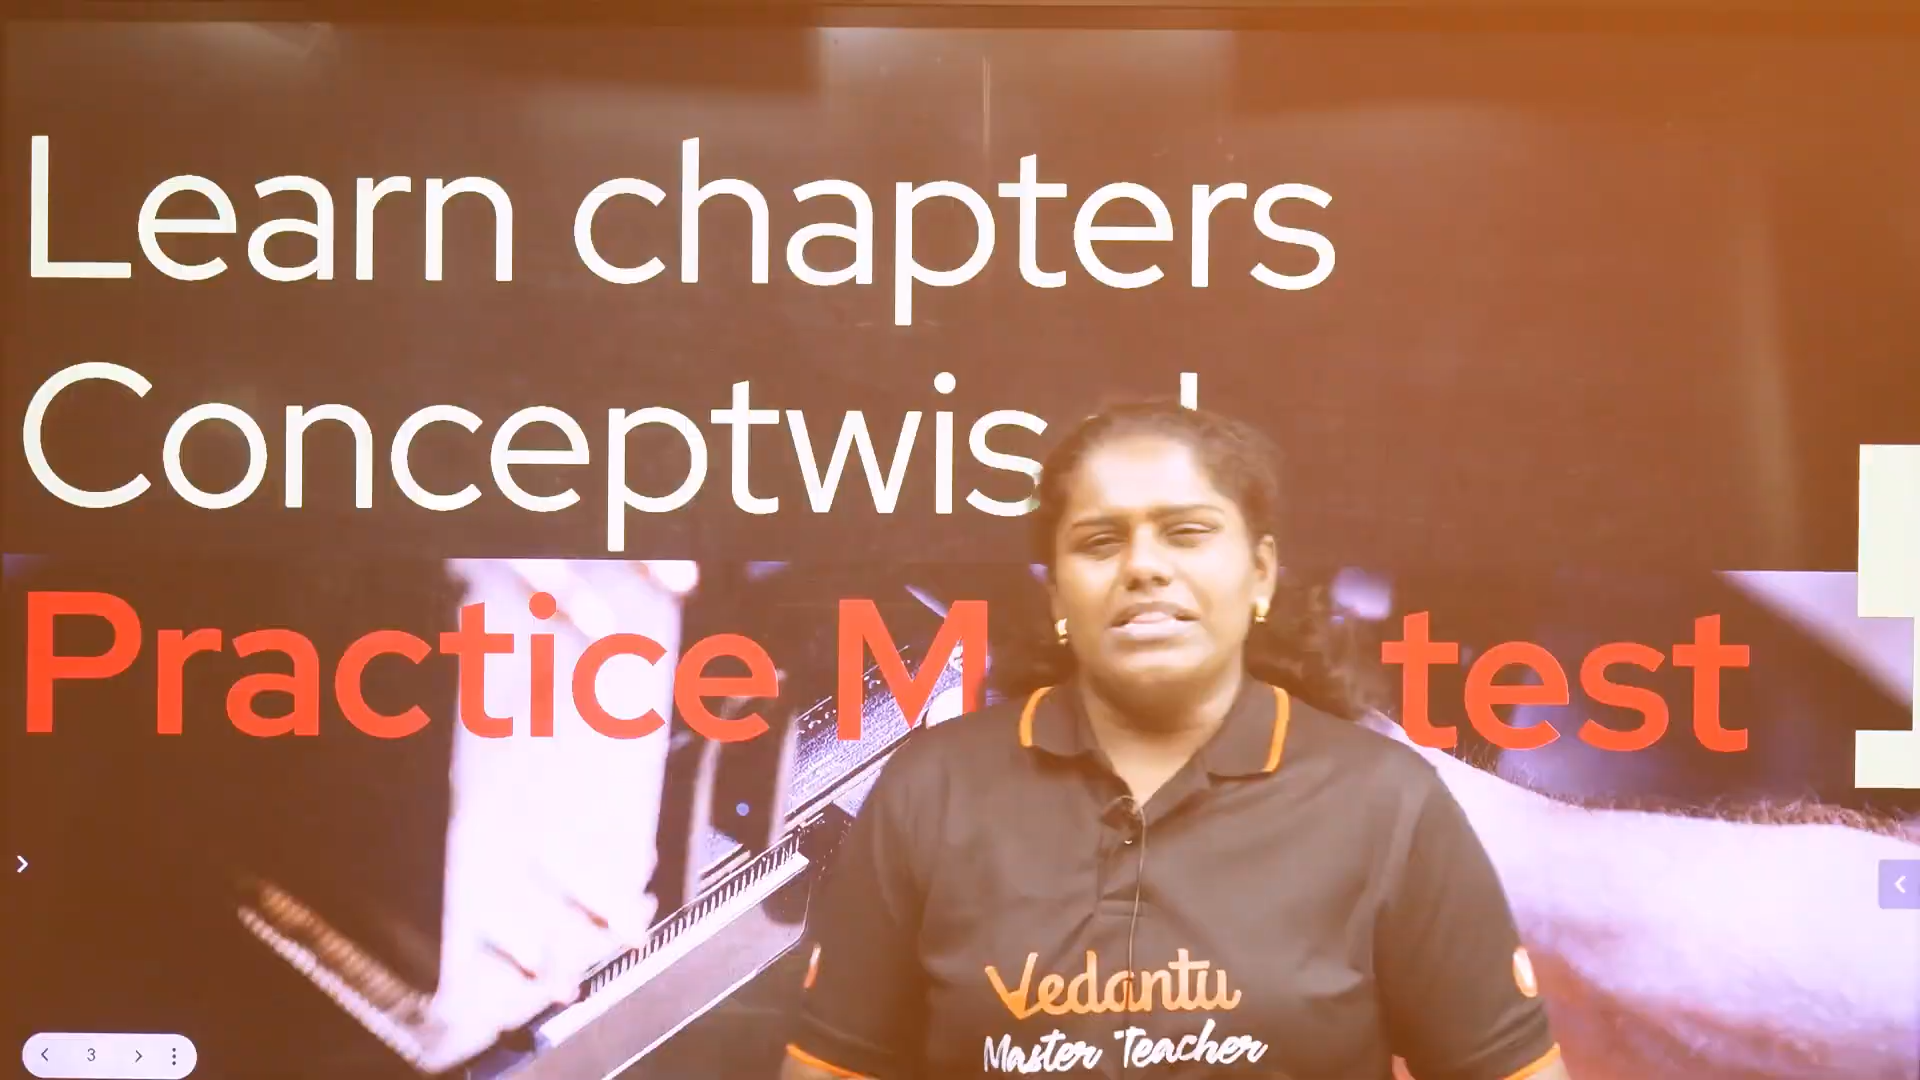 Learn chapters
Conceptwis
Practice M test
Vedantu
Master Teacher
3